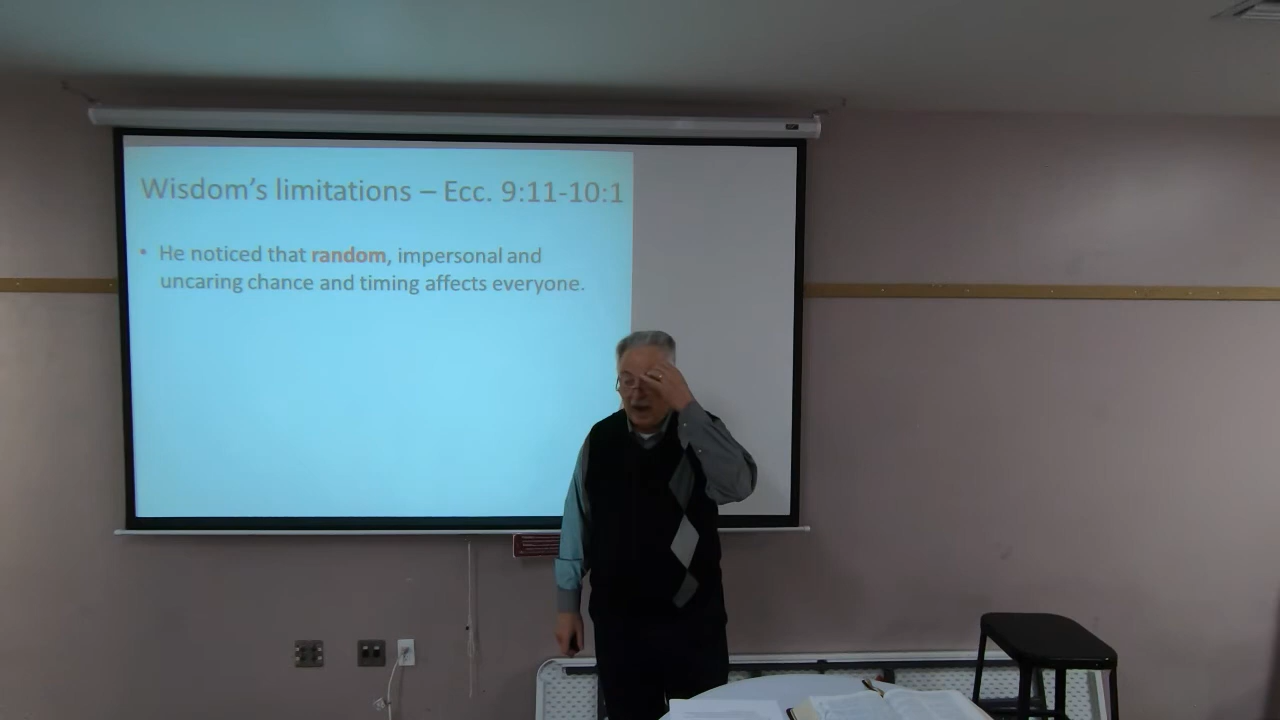 Wisdom's limitations – Ecc. 9:11-10:1
• He noticed that random, impersonal and
uncaring chance and timing affects everyone.